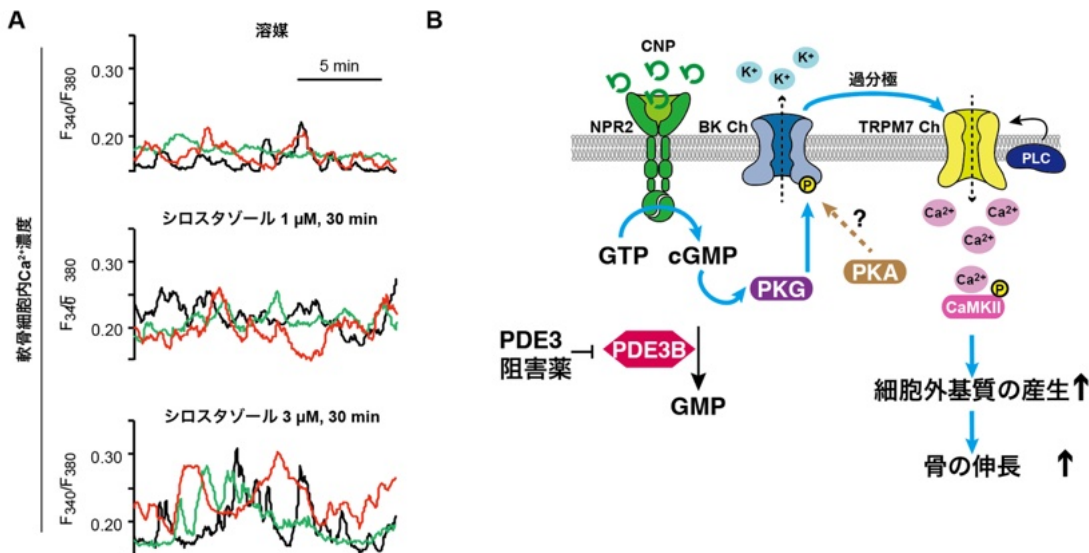 A
軟骨細胞内Ca²⁺濃度
溶媒
5 min
F₃₄₀/F₃₈₀
0.30
0.20
シロスタゾール 1 μM, 30 min
F₃₄₀ ₃₈₀
0.30
0.20
シロスタゾール 3 μM, 30 min
F₃₄₀/F₃₈₀
0.30
0.20
B
CNP
K⁺
K⁺
K⁺
過分極
NPR2
BK Ch
TRPM7 Ch
PLC
P
GTP
cGMP
?
PKG
PKA
Ca²⁺
Ca²⁺
Ca²⁺
Ca²⁺
P
CaMKII
PDE3
阻害薬
PDE3B
GMP
細胞外基質の産生↑
骨の伸長 ↑